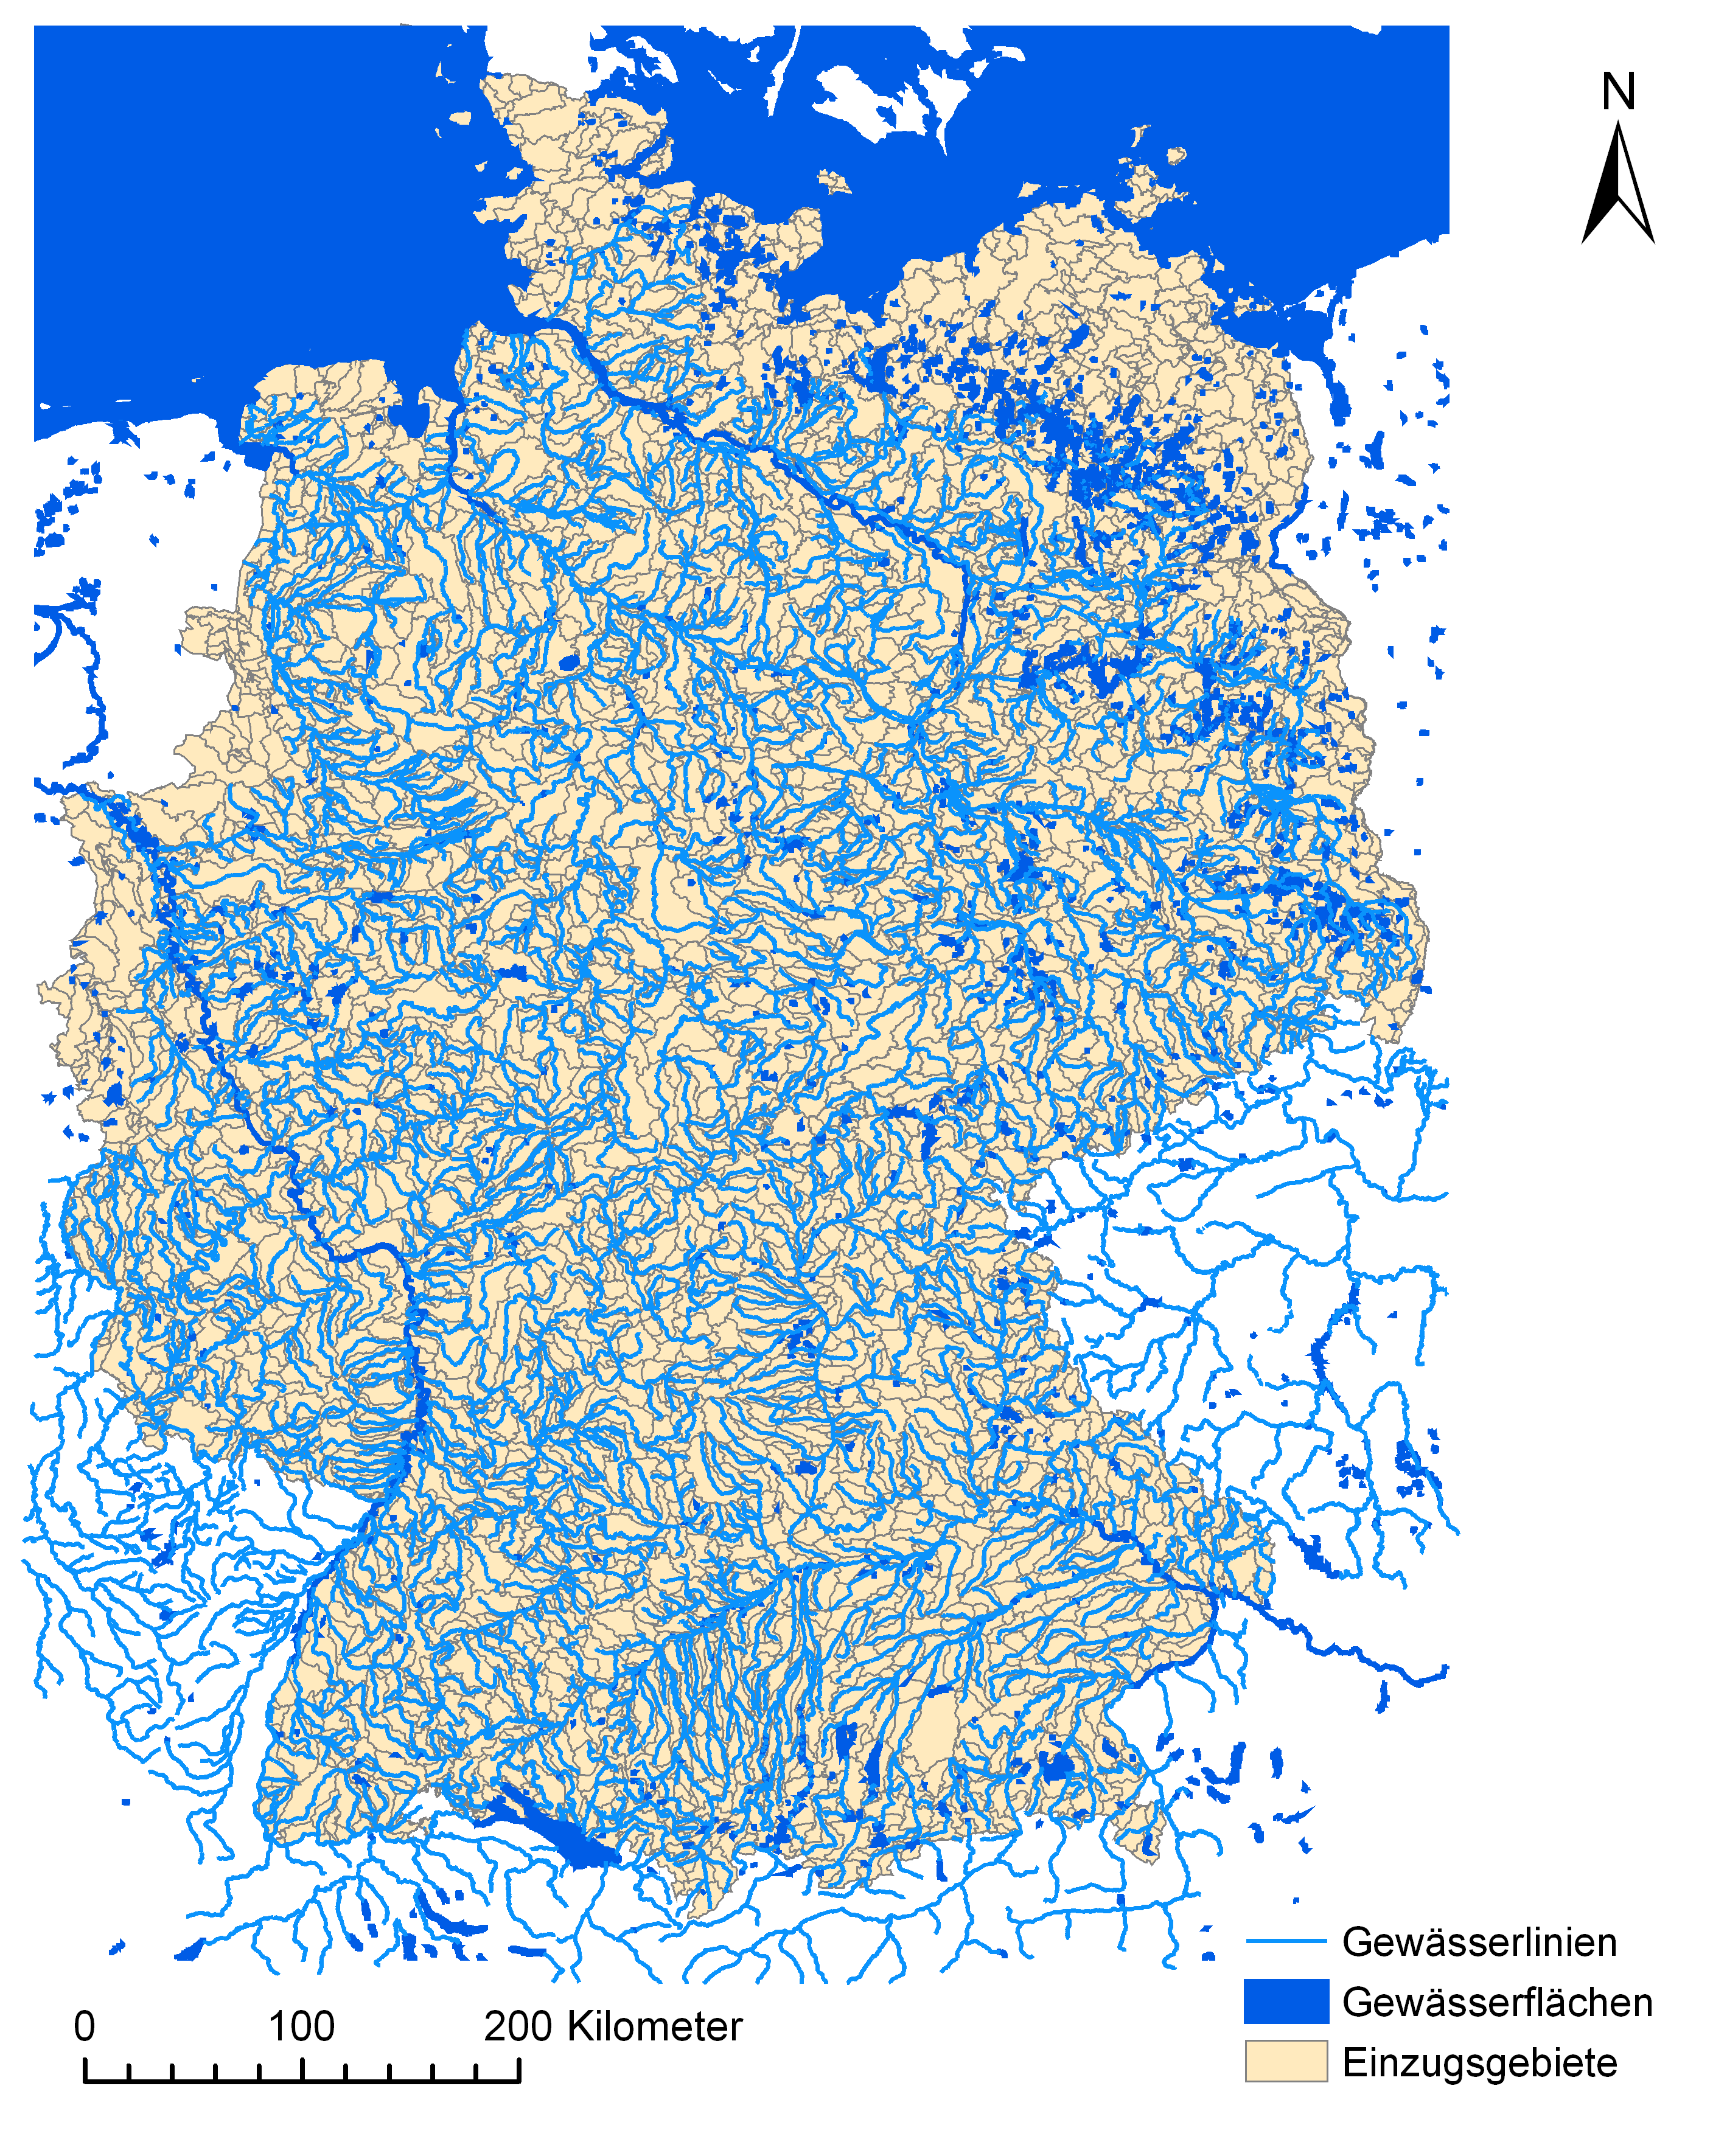 N
Gewässerlinien
Gewässerflächen
Einzugsgebiete
0 100 200 Kilometer